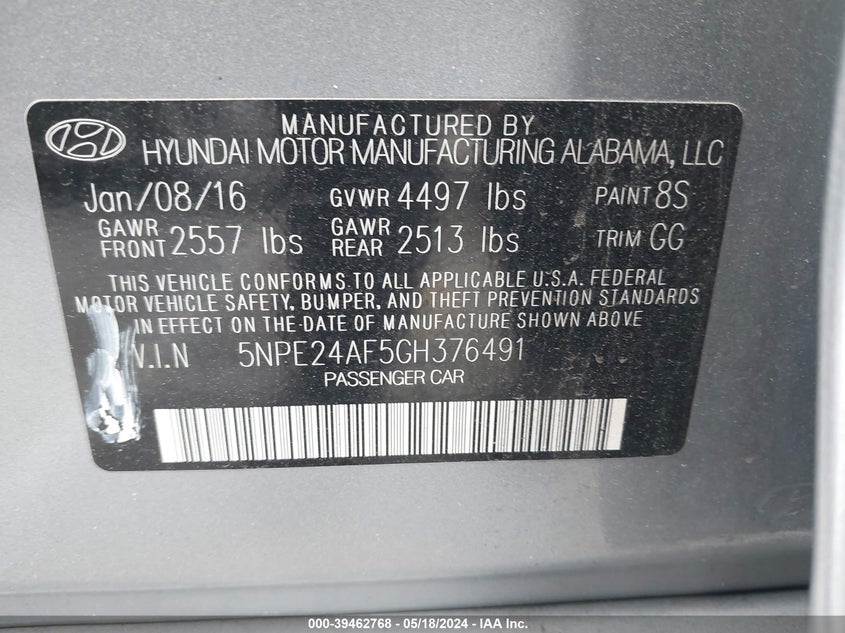 MANUFACTURED BY
HYUNDAI MOTOR MANUFACTURING ALABAMA, LLC
Jan/08/16 GVWR 4497 lbs PAINT 8S
GAWR FRONT 2557 lbs GAWR REAR 2513 lbs TRIM GG
THIS VEHICLE CONFORMS TO ALL APPLICABLE U.S.A. FEDERAL
MOTOR VEHICLE SAFETY, BUMPER, AND THEFT PREVENTION STANDARDS
IN EFFECT ON THE DATE OF MANUFACTURE SHOWN ABOVE
V.I.N 5NPE24AF5GH376491
PASSENGER CAR
000-39462768 - 05/18/2024 - IAA Inc.